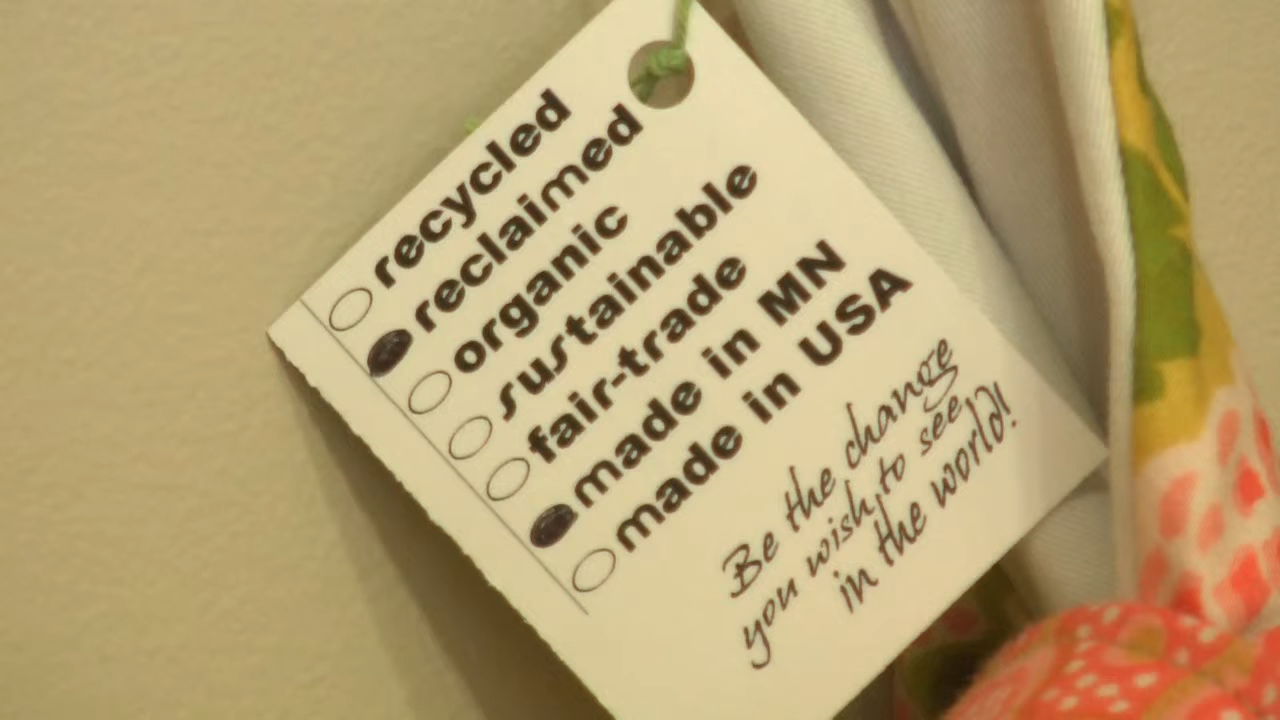 recycled
reclaimed
organic
sustainable
fair-trade
made in MN
made in USA
Be the change
you wish to see
in the world!